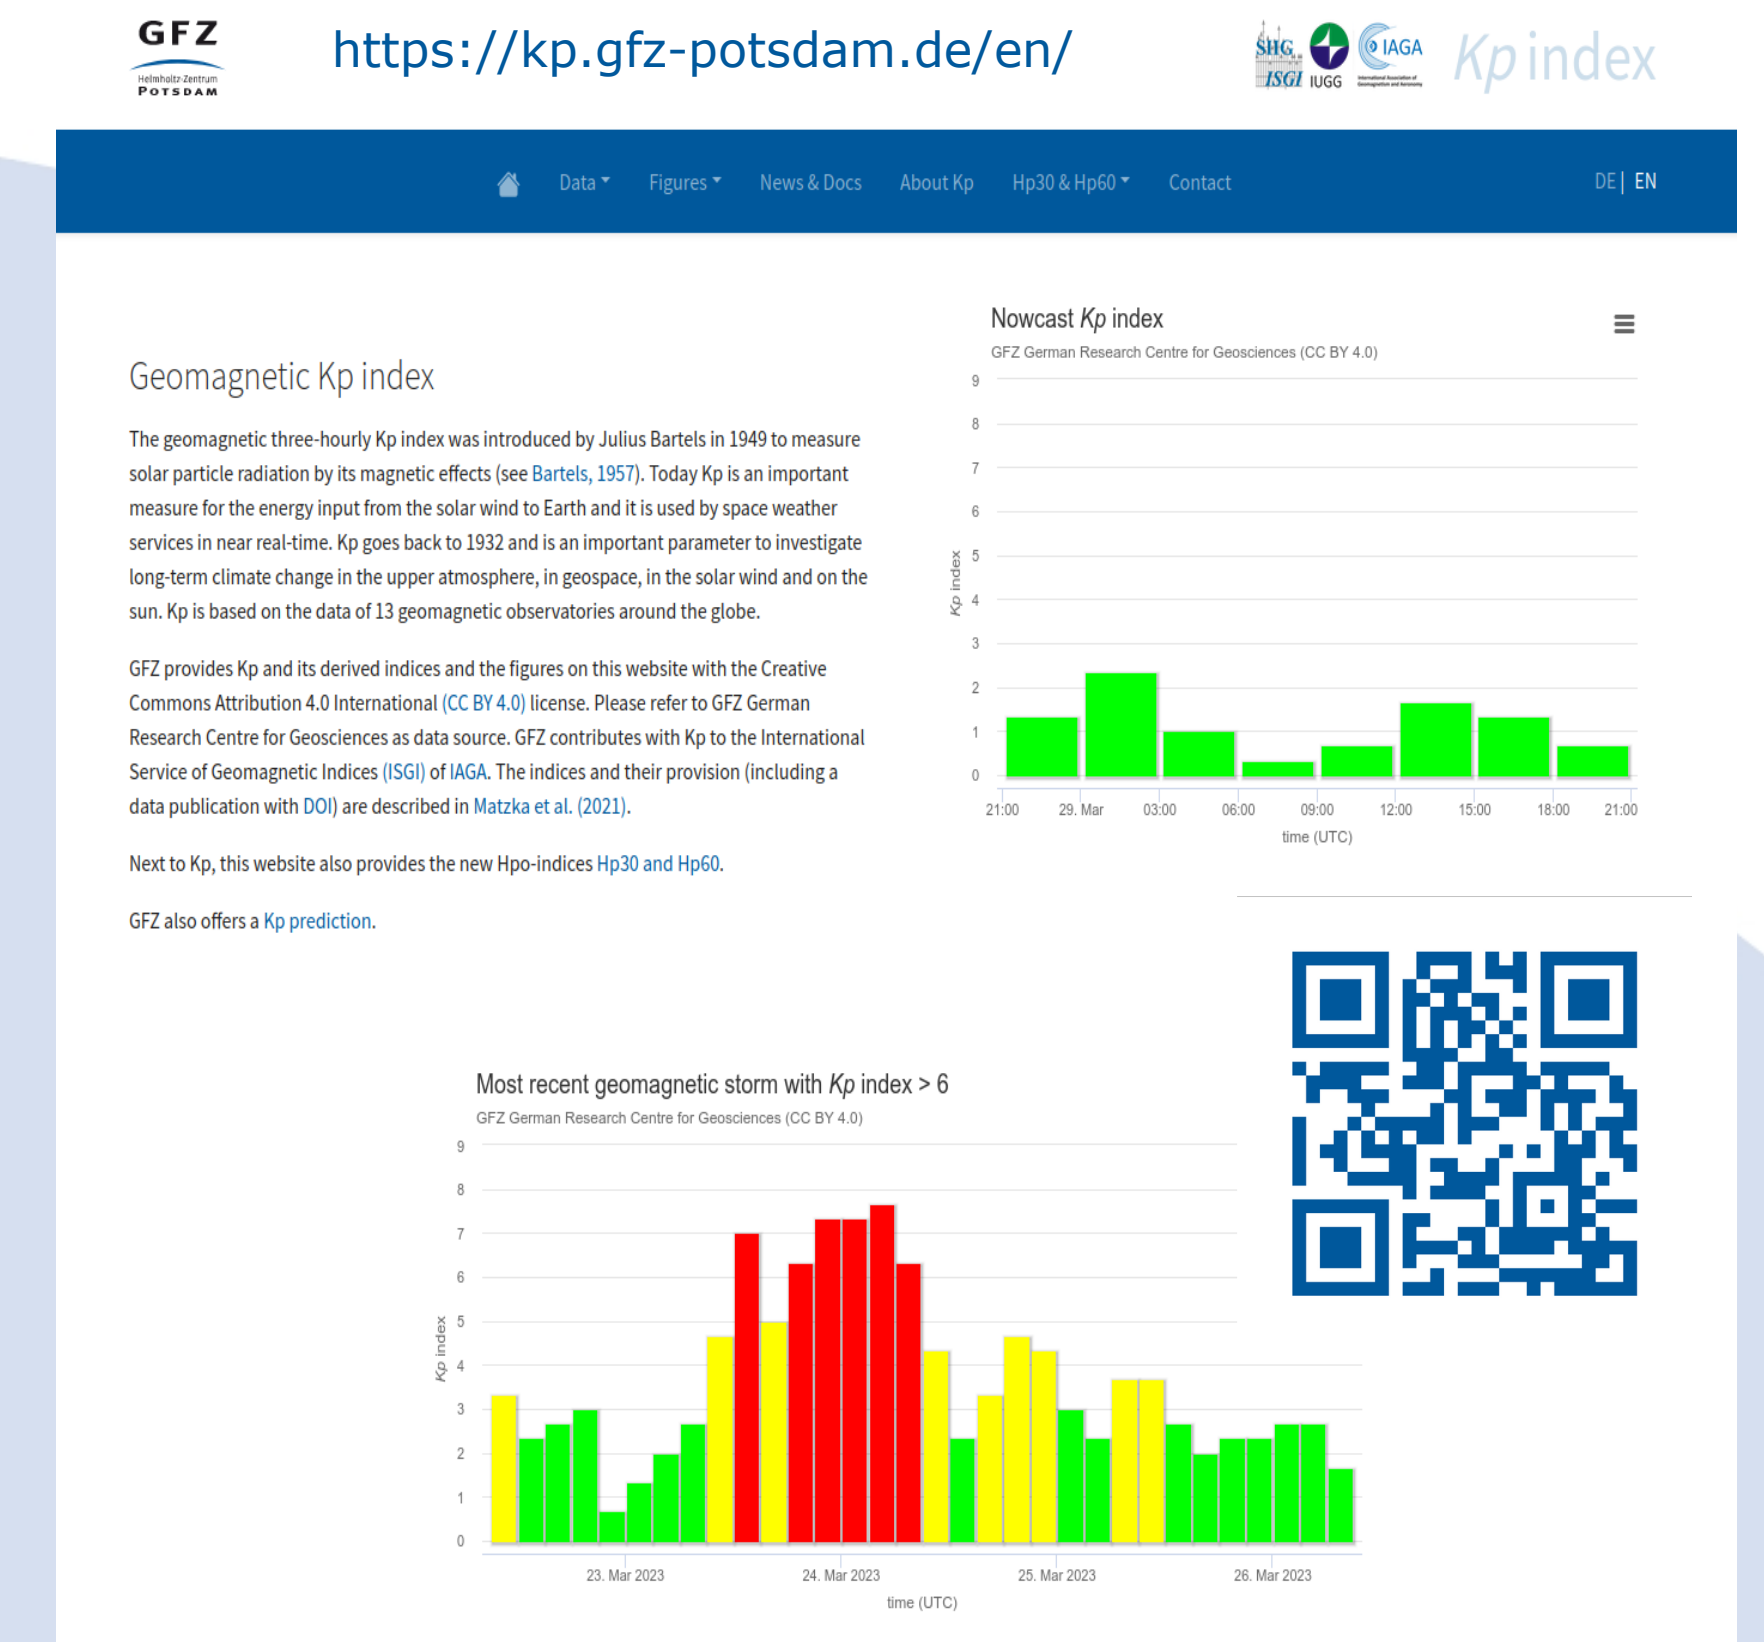 GFZ
Helmholtz-Zentrum
POTSDAM
https://kp.gfz-potsdam.de/en/
SHG
ISGI
IUGG
IAGA
International Association of
Geomagnetism and Aeronomy
Kp index
Data
Figures
News & Docs
About Kp
Hp30 & Hp60
Contact
DE| EN
Geomagnetic Kp index
The geomagnetic three-hourly Kp index was introduced by Julius Bartels in 1949 to measure
solar particle radiation by its magnetic effects (see Bartels, 1957). Today Kp is an important
measure for the energy input from the solar wind to Earth and it is used by space weather
services in near real-time. Kp goes back to 1932 and is an important parameter to investigate
long-term climate change in the upper atmosphere, in geospace, in the solar wind and on the
sun. Kp is based on the data of 13 geomagnetic observatories around the globe.
GFZ provides Kp and its derived indices and the figures on this website with the Creative
Commons Attribution 4.0 International (CC BY 4.0) license. Please refer to GFZ German
Research Centre for Geosciences as data source. GFZ contributes with Kp to the International
Service of Geomagnetic Indices (ISGI) of IAGA. The indices and their provision (including a
data publication with DOI) are described in Matzka et al. (2021).
Next to Kp, this website also provides the new Hpo-indices Hp30 and Hp60.
GFZ also offers a Kp prediction.
Nowcast Kp index
GFZ German Research Centre for Geosciences (CC BY 4.0)
9
8
7
6
5
4
3
2
1
0
Kp index
21:00 29. Mar 03:00 06:00 09:00 12:00 15:00 18:00 21:00
time (UTC)
Most recent geomagnetic storm with Kp index > 6
GFZ German Research Centre for Geosciences (CC BY 4.0)
9
8
7
6
5
4
3
2
1
0
Kp index
23. Mar 2023 24. Mar 2023 25. Mar 2023 26. Mar 2023
time (UTC)